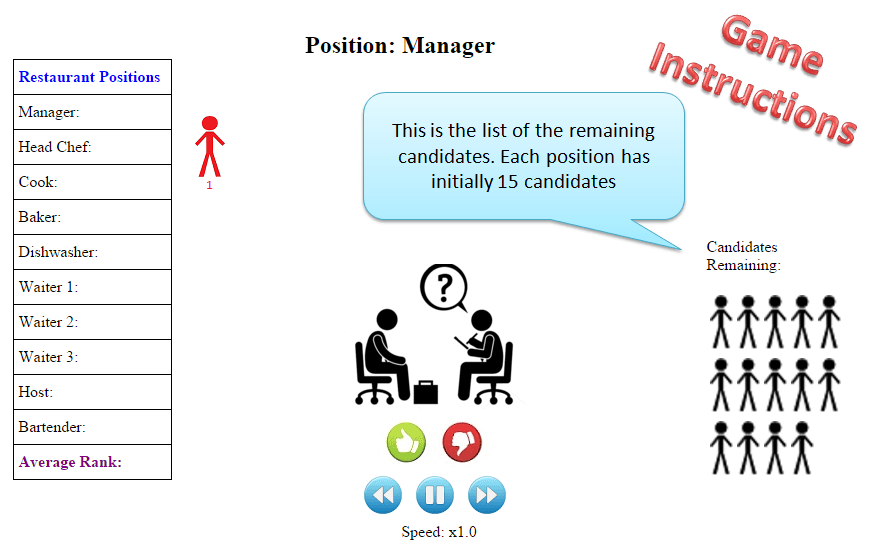 Position: Manager
Game
Instructions
Restaurant Positions
Manager:
Head Chef:
Cook:
Baker:
Dishwasher:
Waiter 1:
Waiter 2:
Waiter 3:
Host:
Bartender:
Average Rank:
1
This is the list of the remaining
candidates. Each position has
initially 15 candidates
?
Candidates
Remaining:
Speed: x1.0